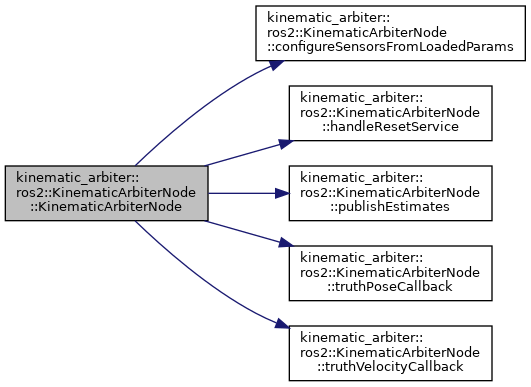 kinematic_arbiter::
ros2::KinematicArbiterNode
::configureSensorsFromLoadedParams
kinematic_arbiter::
ros2::KinematicArbiterNode
::handleResetService
kinematic_arbiter::
ros2::KinematicArbiterNode
::KinematicArbiterNode
kinematic_arbiter::
ros2::KinematicArbiterNode
::publishEstimates
kinematic_arbiter::
ros2::KinematicArbiterNode
::truthPoseCallback
kinematic_arbiter::
ros2::KinematicArbiterNode
::truthVelocityCallback